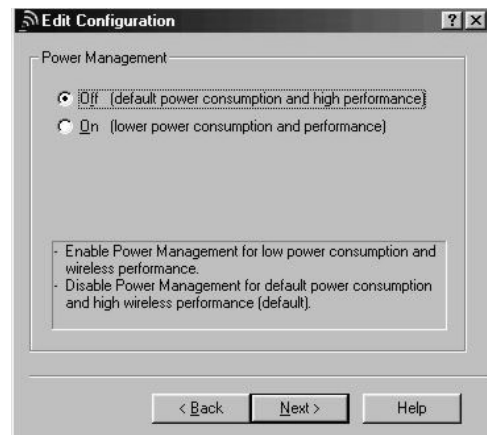 Edit Configuration
Power Management
Off (default power consumption and high performance)
On (lower power consumption and performance)
- Enable Power Management for low power consumption and
wireless performance.
- Disable Power Management for default power consumption
and high wireless performance (default).
< Back
Next >
Help